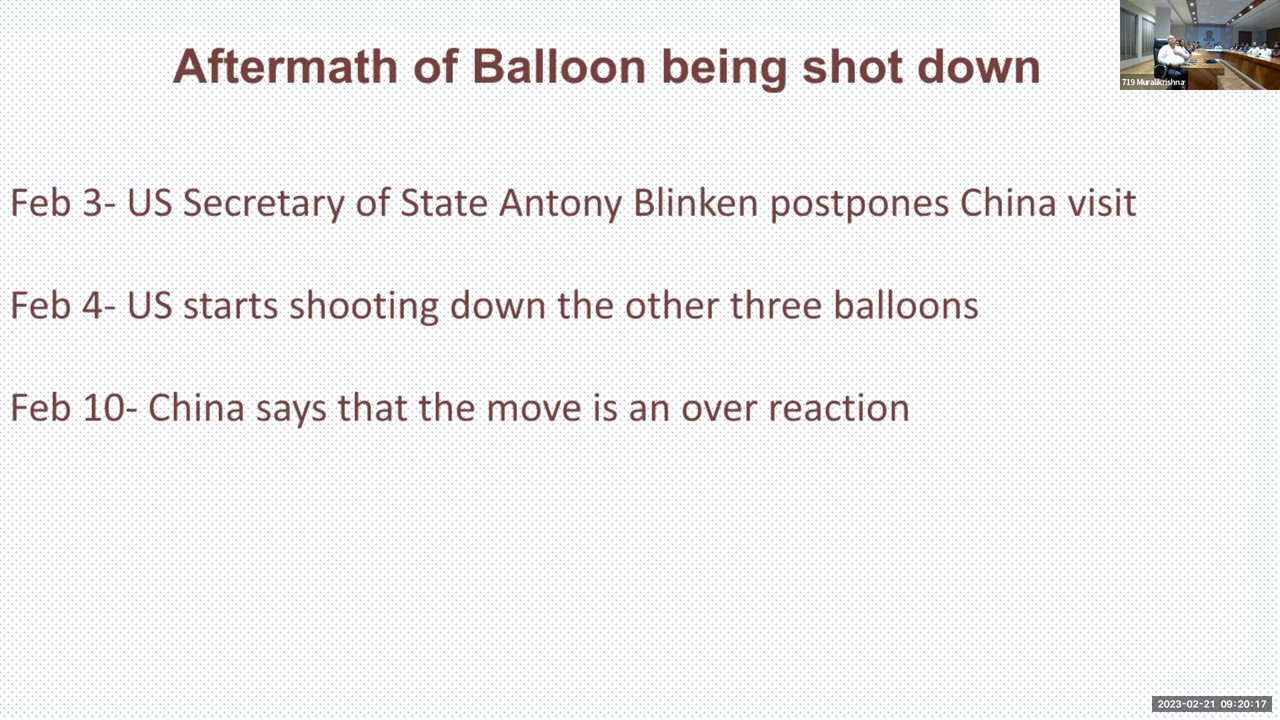 Aftermath of Balloon being shot down
719 Muralikrishna
Feb 3- US Secretary of State Antony Blinken postpones China visit
Feb 4- US starts shooting down the other three balloons
Feb 10- China says that the move is an over reaction
2023-02-21 09:20:17